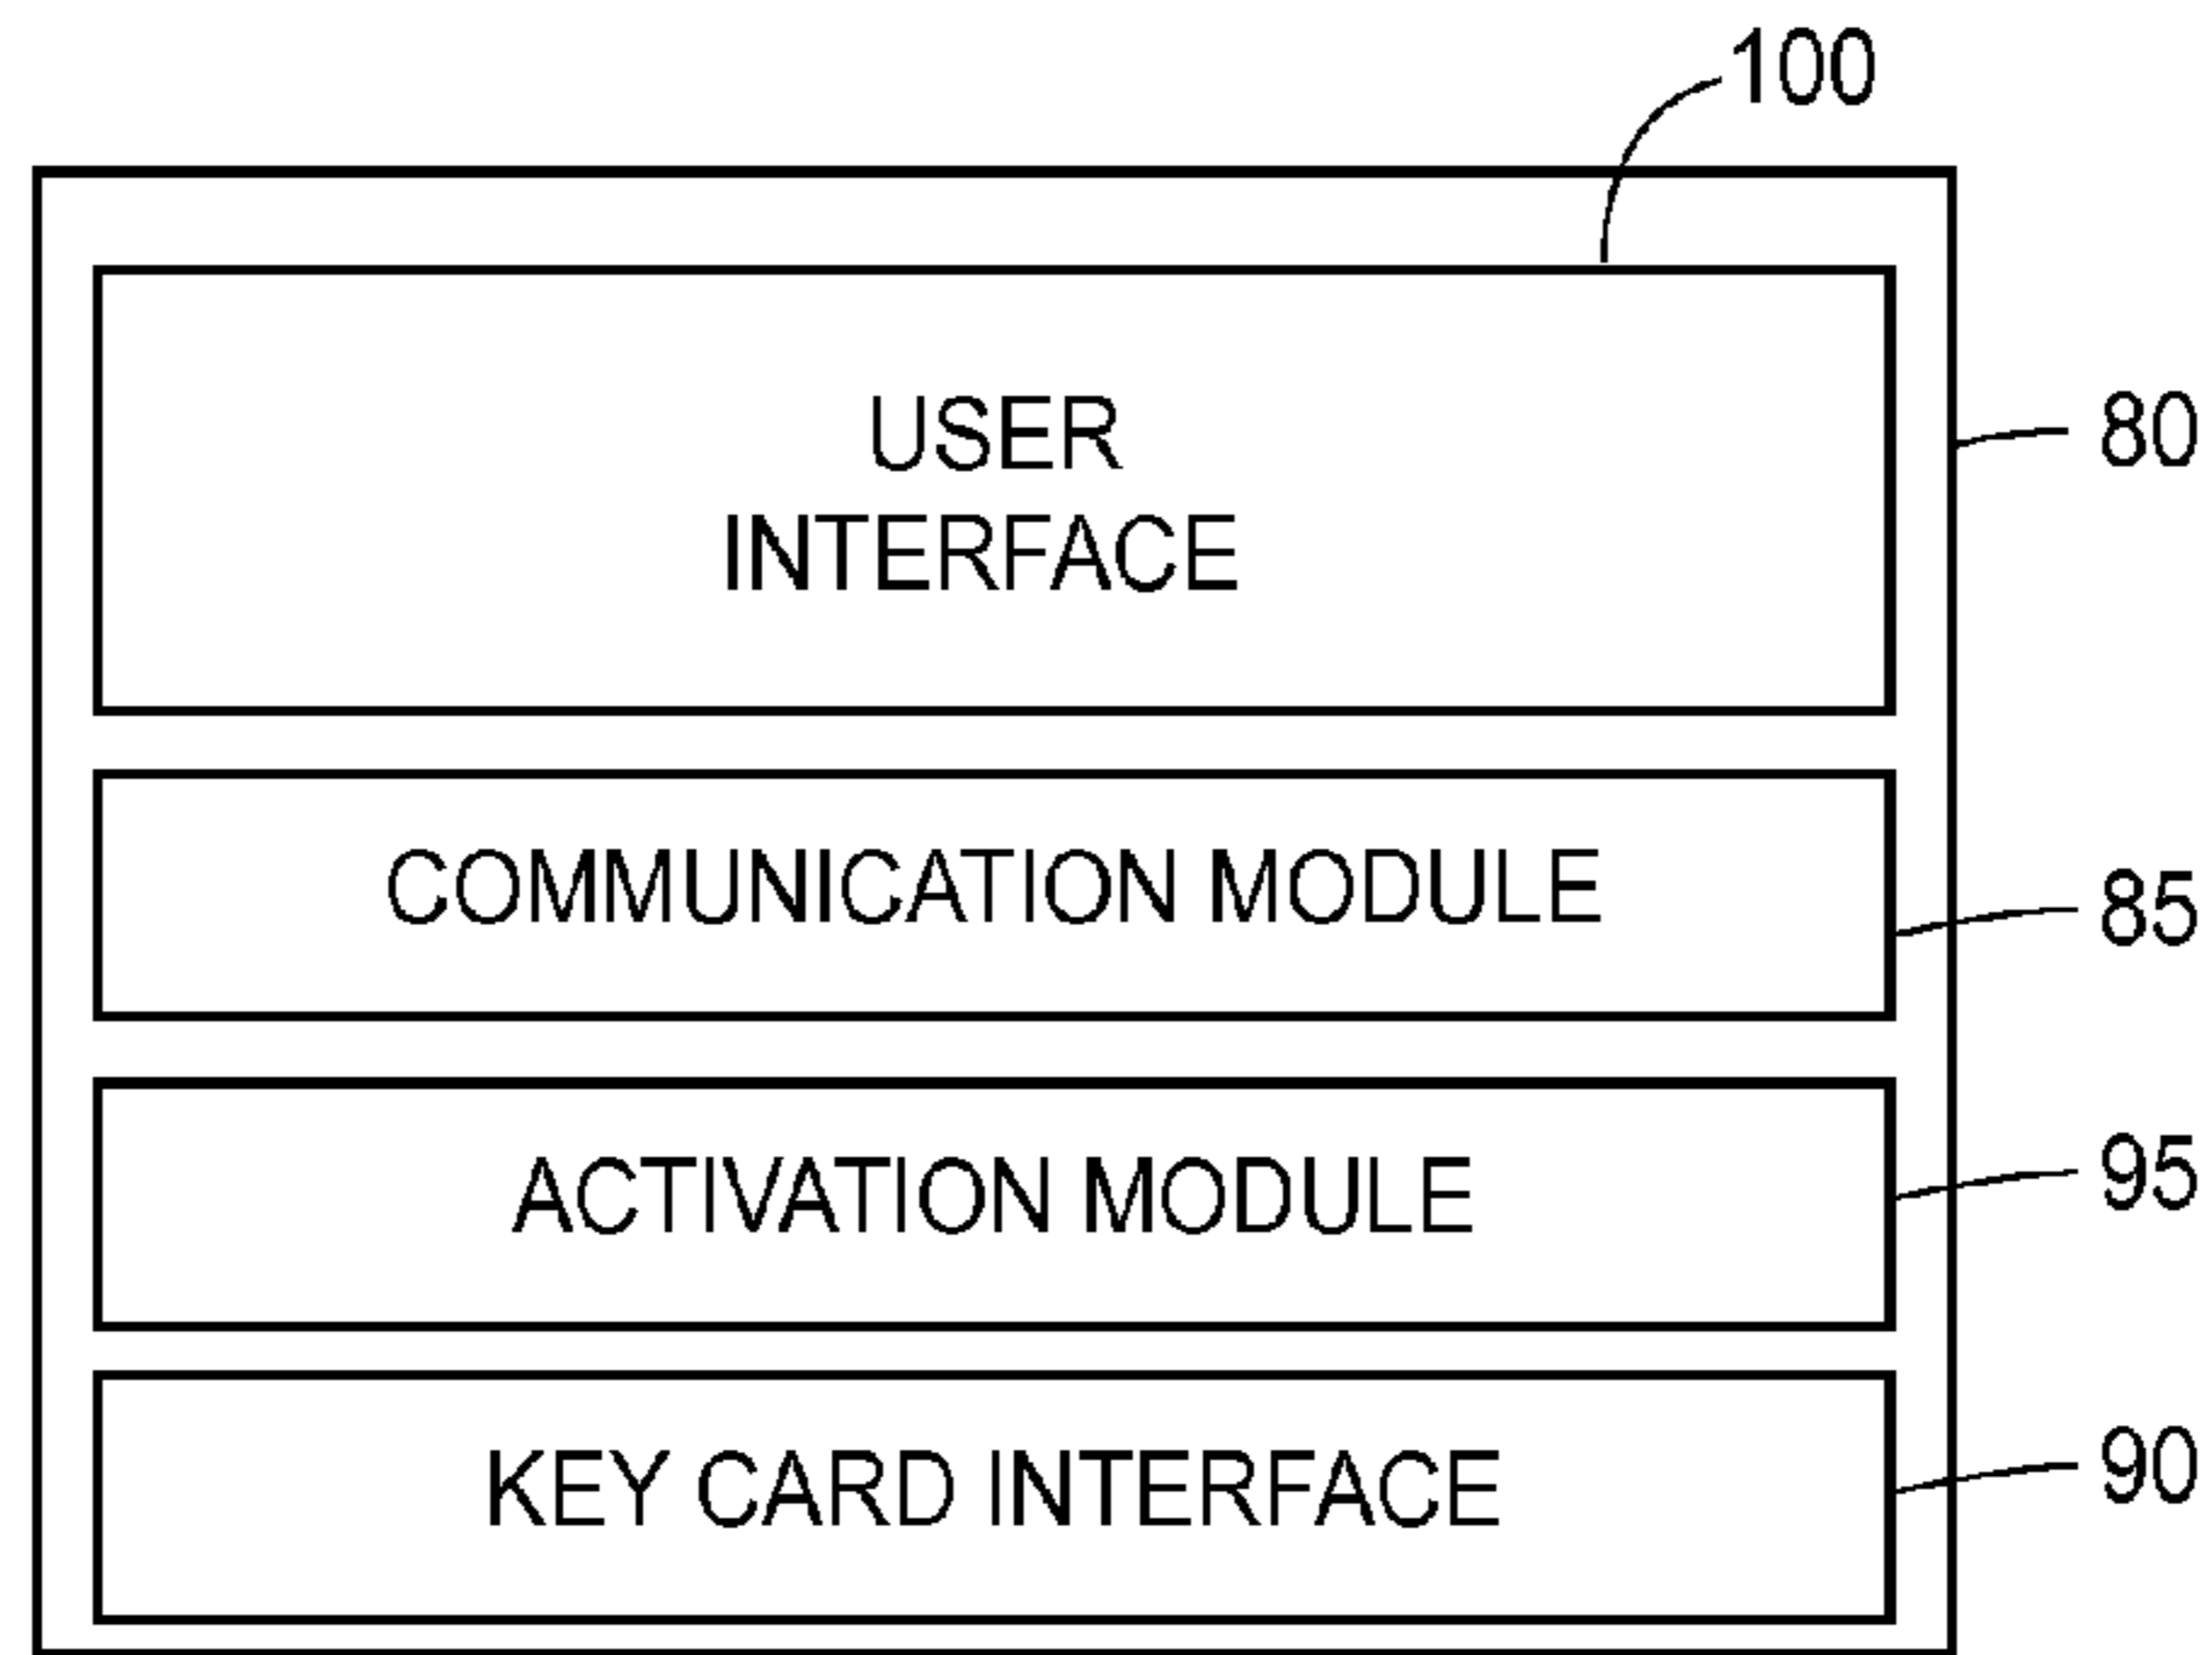 100
USER
INTERFACE
80
COMMUNICATION MODULE
85
ACTIVATION MODULE
95
KEY CARD INTERFACE
90